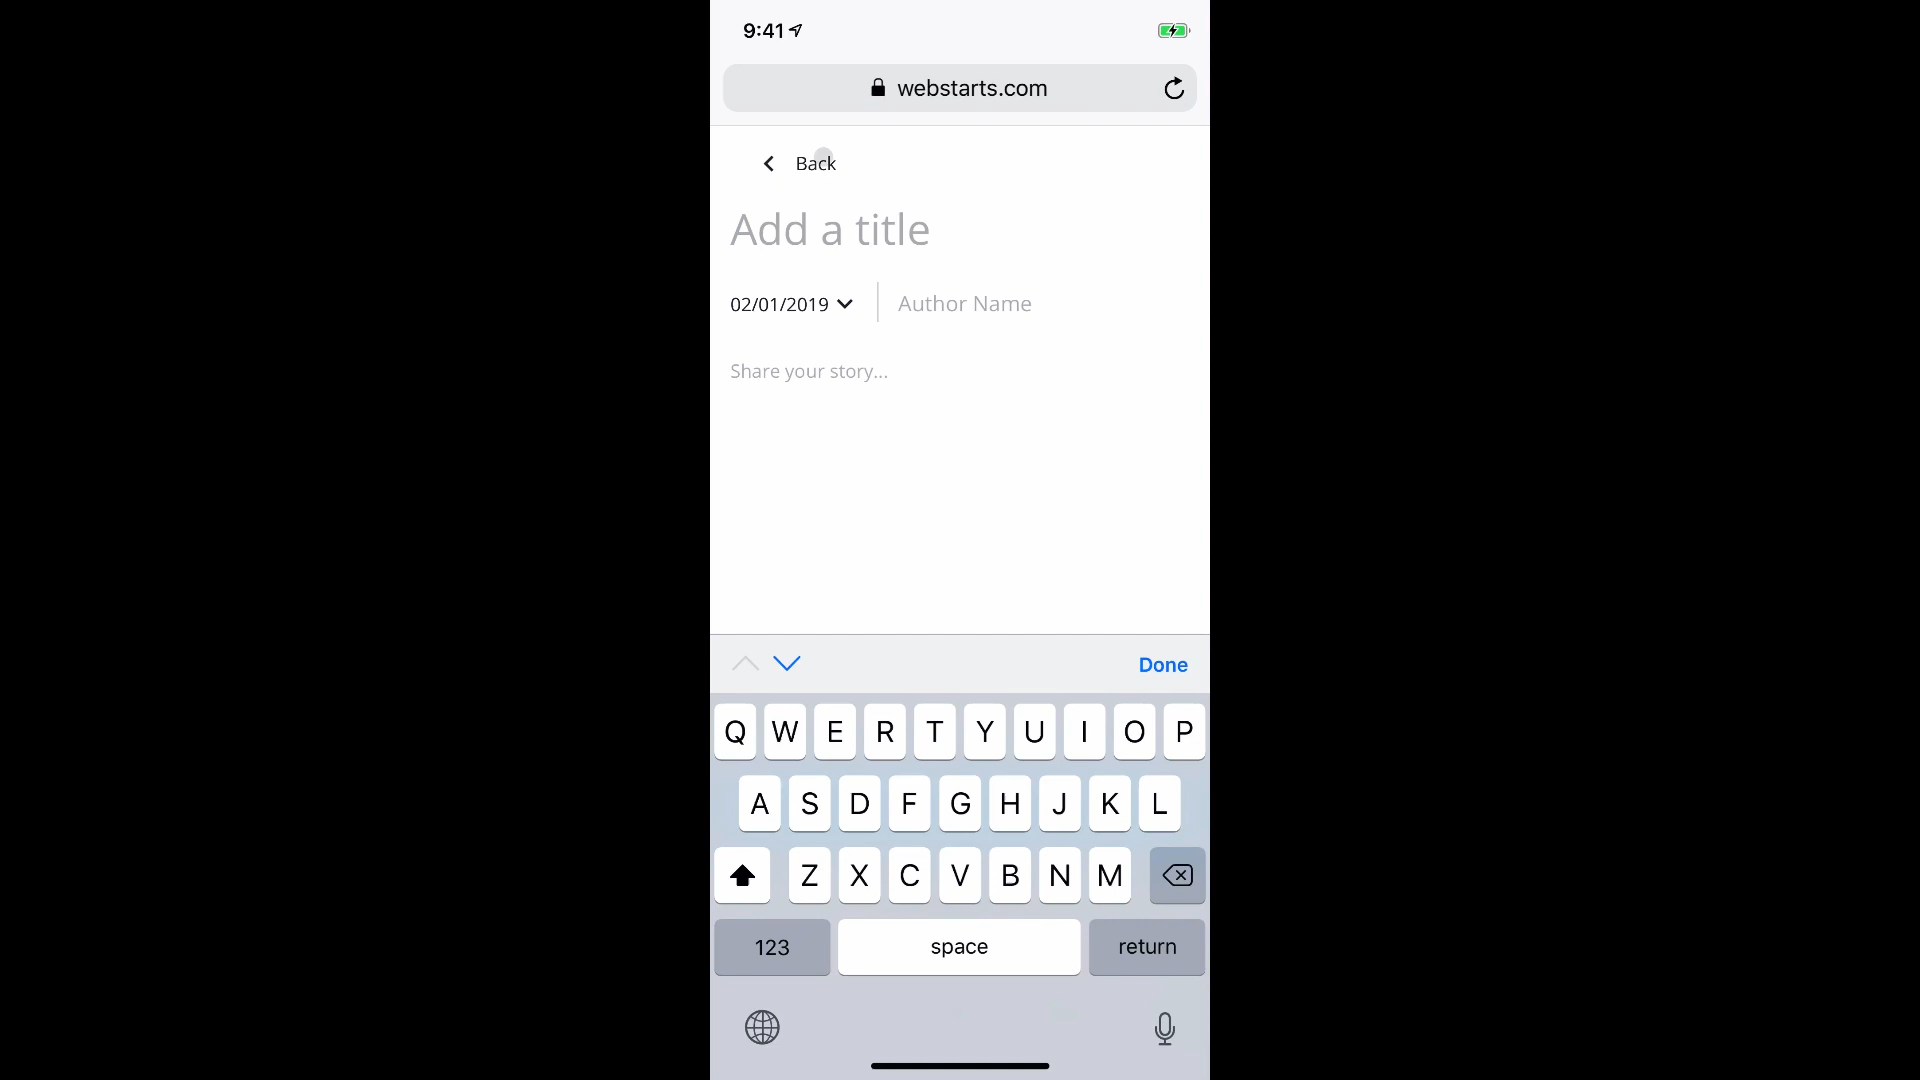 9:41
webstarts.com
Back
Add a title
02/01/2019 Author Name
Share your story...
Done
Q W E R T Y U I O P
A S D F G H J K L
Z X C V B N M
123 space return